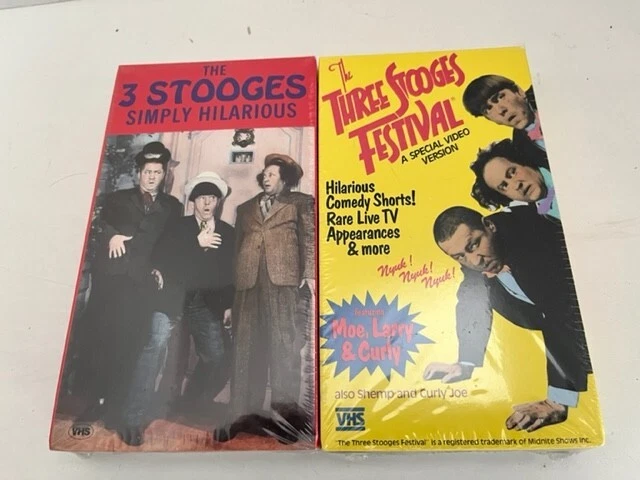 THE
3 STOOGES
SIMPLY HILARIOUS
VHS
The
THREE STOOGES
FESTIVAL
A SPECIAL VIDEO
VERSION
Hilarious
Comedy Shorts!
Rare Live TV
Appearances
& more
Nyuk!
Nyuk!
Nyuk!
Featuring
Moe, Larry
& Curly
also Shemp and Curly Joe
VHS
"The Three Stooges Festival" is a registered trademark of Midnite Shows Inc.